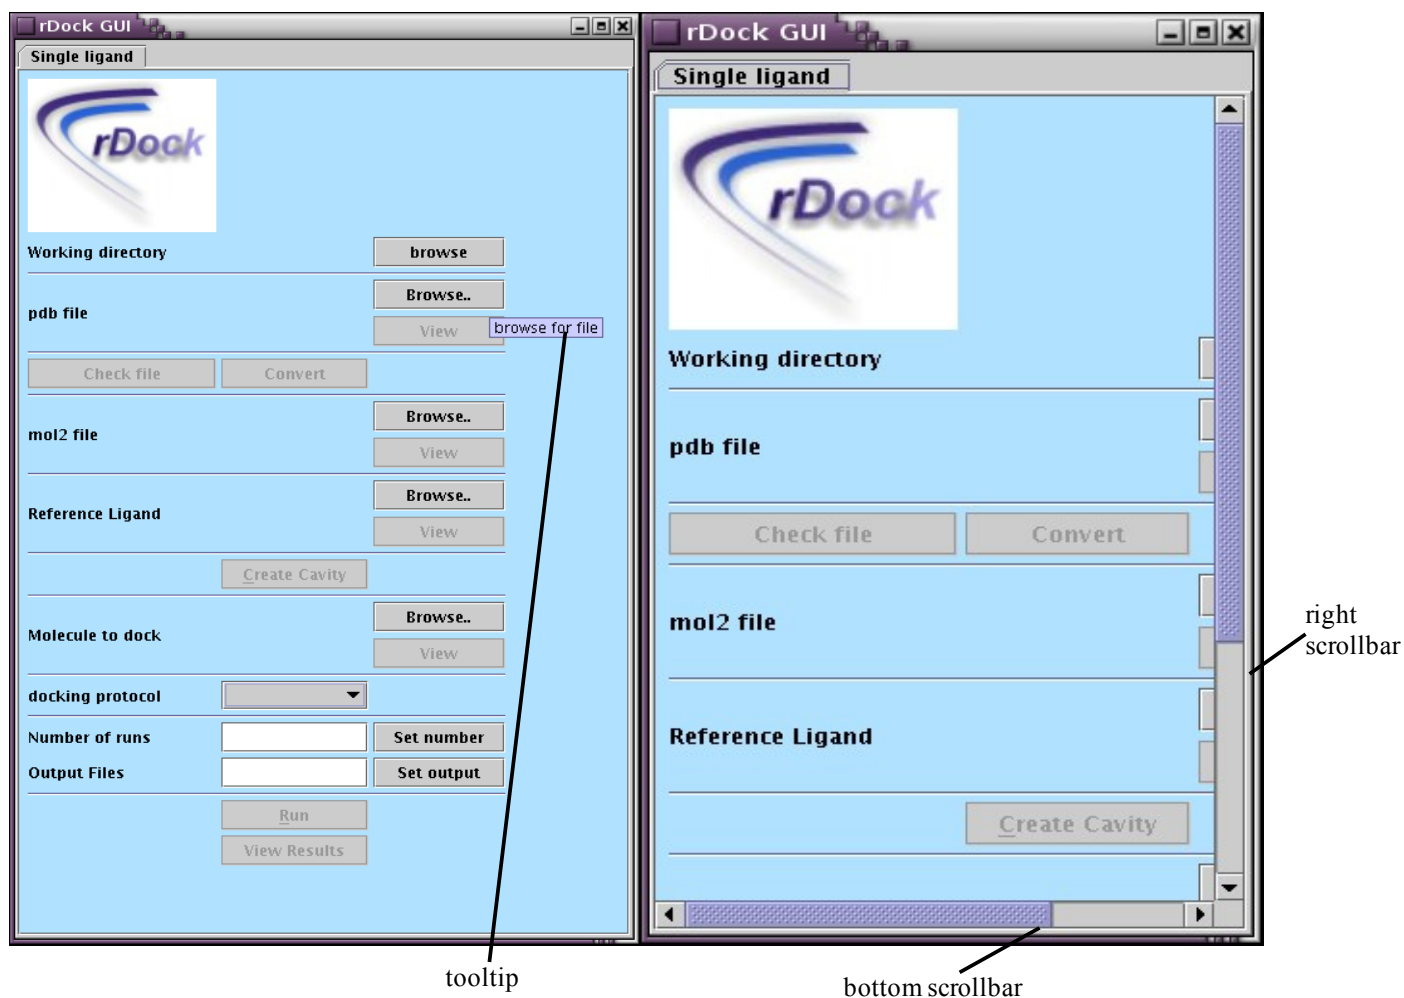 rDock GUI
Single ligand
rDock
Working directory browse
Browse..
pdb file
View
browse for file
Check file Convert
Browse..
mol2 file
View
Browse..
Reference Ligand
View
Create Cavity
Browse..
Molecule to dock
View
docking protocol
Number of runs Set number
Output Files Set output
Run
View Results
tooltip
rDock GUI
Single ligand
rDock
Working directory
pdb file
Check file Convert
mol2 file
Reference Ligand
Create Cavity
right
scrollbar
bottom scrollbar